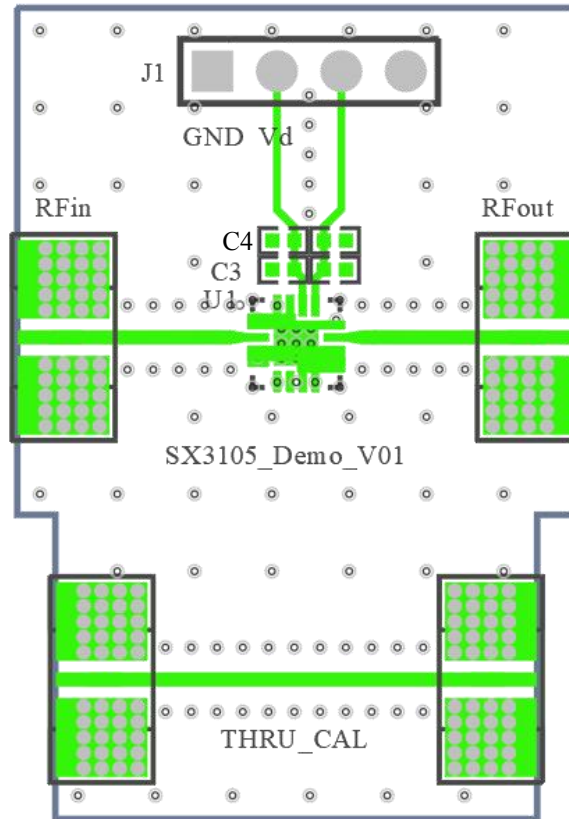 J1
GND Vd
RFin
RFout
C4
C3
U1
SX3105_Demo_V01
THRU_CAL